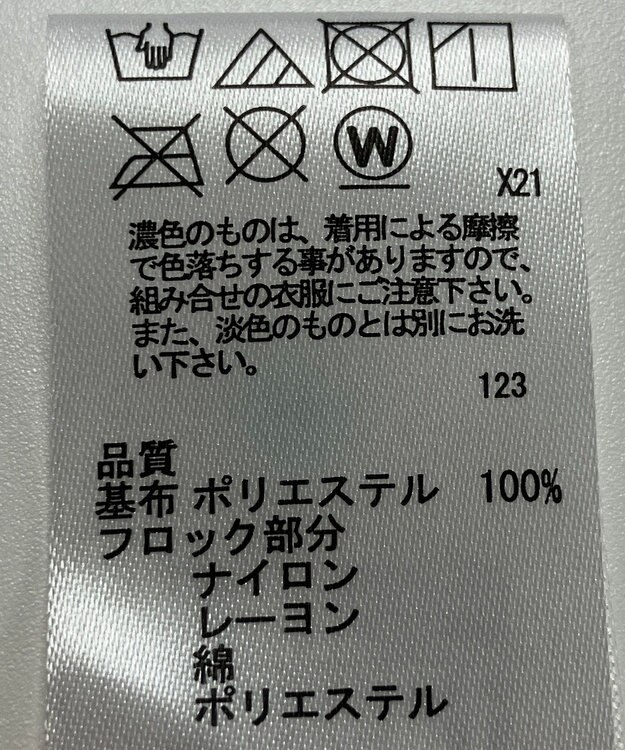 W
X21
濃色のものは、着用による摩擦
で色落ちする事がありますので、
組み合せの衣服にご注意下さい。
また、淡色のものとは別にお洗
い下さい。
123
品質
基布 ポリエステル 100%
フロック部分
ナイロン
レーヨン
綿
ポリエステル